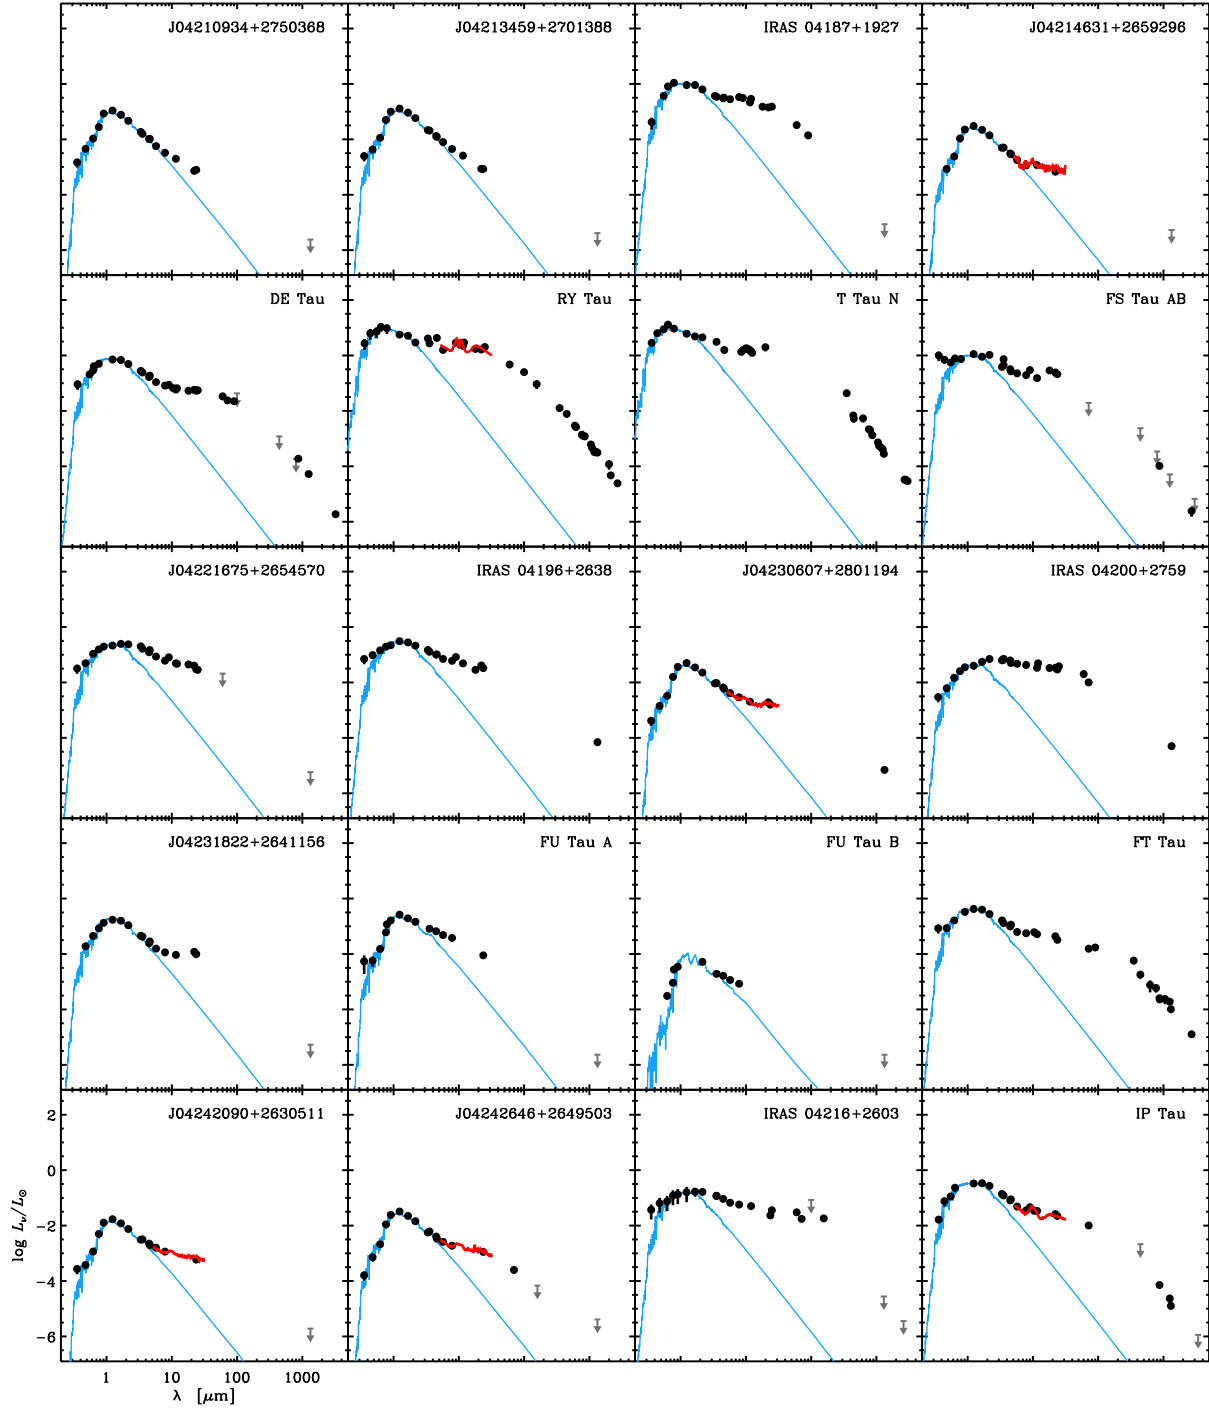 J04210934+2750368
J04213459+2701388
IRAS 04187+1927
J04214631+2659296
DE Tau
RY Tau
T Tau N
FS Tau AB
J04221675+2654570
IRAS 04196+2638
J04230607+2801194
IRAS 04200+2759
J04231822+2641156
FU Tau A
FU Tau B
FT Tau
J04242090+2630511
J04242646+2649503
IRAS 04216+2603
IP Tau
2
0
−2
−4
−6
log Lν/L⊙
1 10 100 1000
λ [μm]